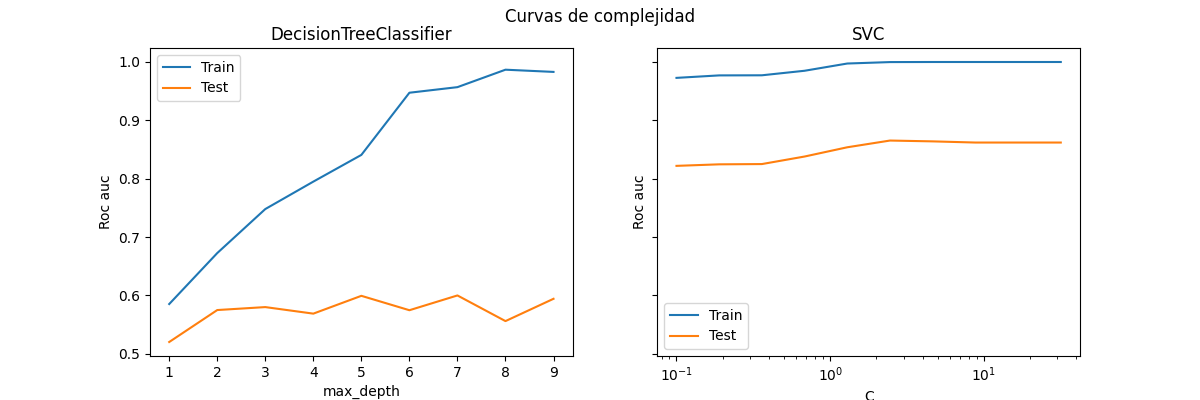 Curvas de complejidad
DecisionTreeClassifier
Train
Test
Roc auc
1.0
0.9
0.8
0.7
0.6
0.5
1 2 3 4 5 6 7 8 9
max_depth
SVC
Roc auc
Train
Test
10⁻¹ 10⁰ 10¹
C